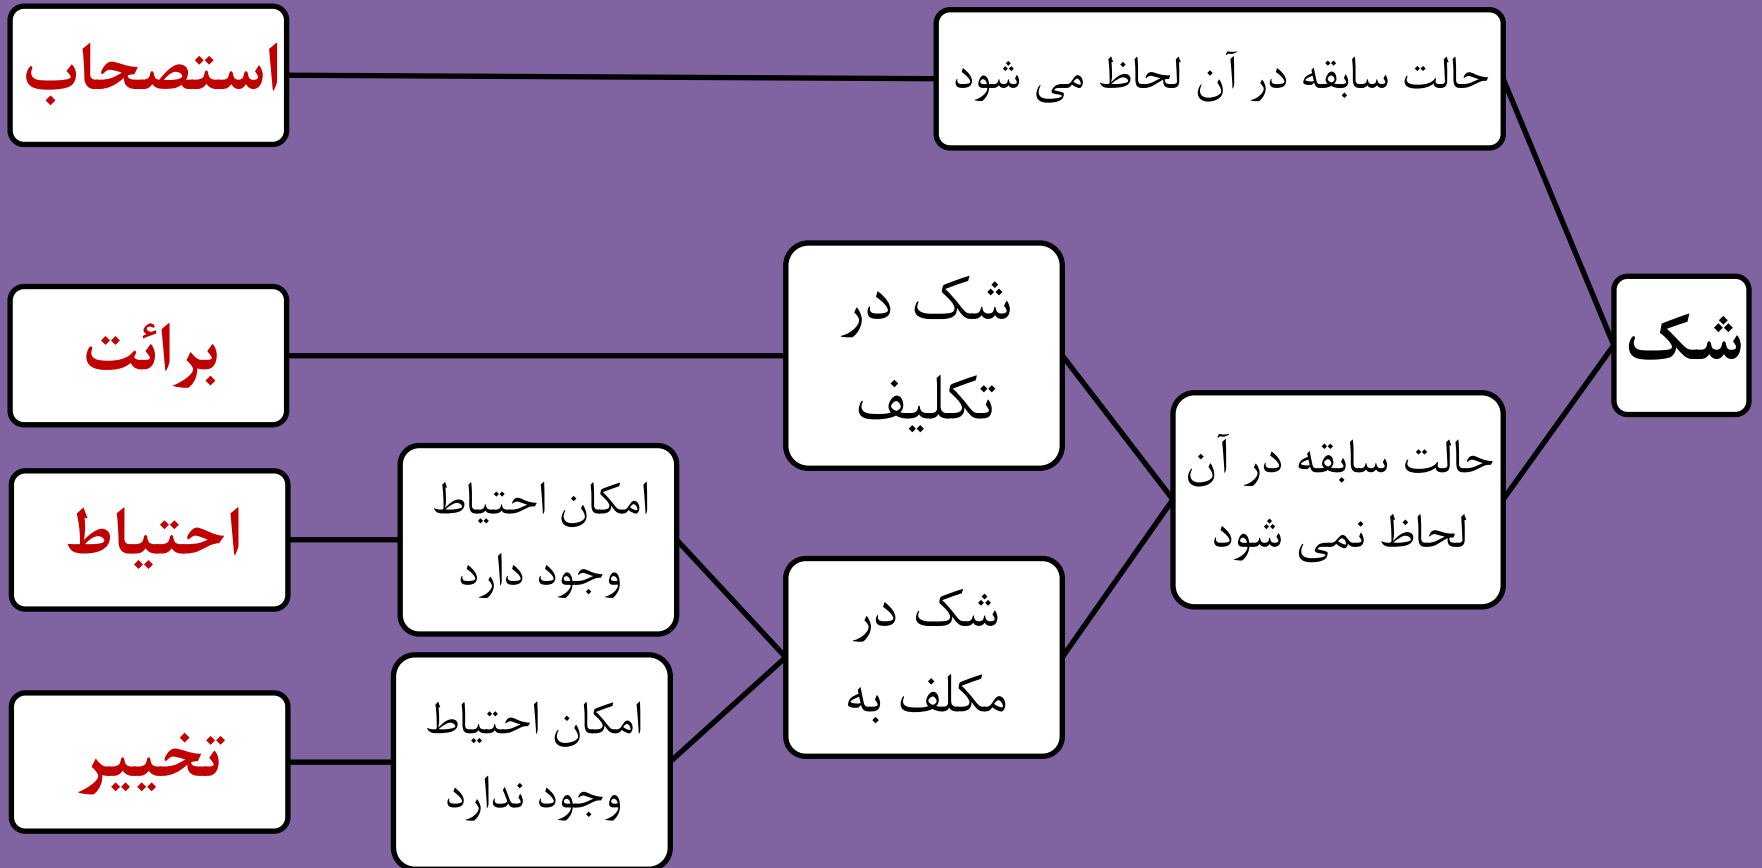 شک
حالت سابقه در آن لحاظ می شود
استصحاب
حالت سابقه در آن
لحاظ نمی شود
شک در
تکلیف
برائت
شک در
مکلف به
امکان احتیاط
وجود دارد
احتیاط
امکان احتیاط
وجود ندارد
تخییر